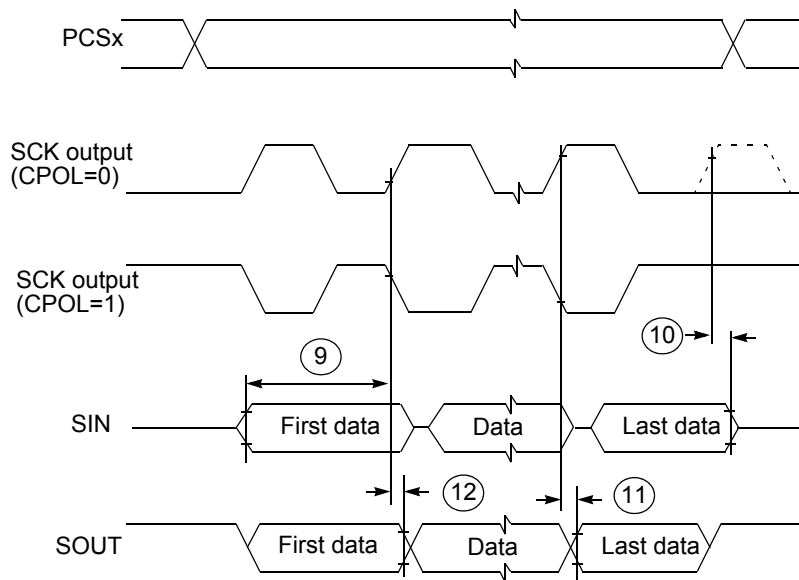 PCSx
SCK output
(CPOL=0)
SCK output
(CPOL=1)
9
10
SIN
First data
Data
Last data
12
11
SOUT
First data
Data
Last data